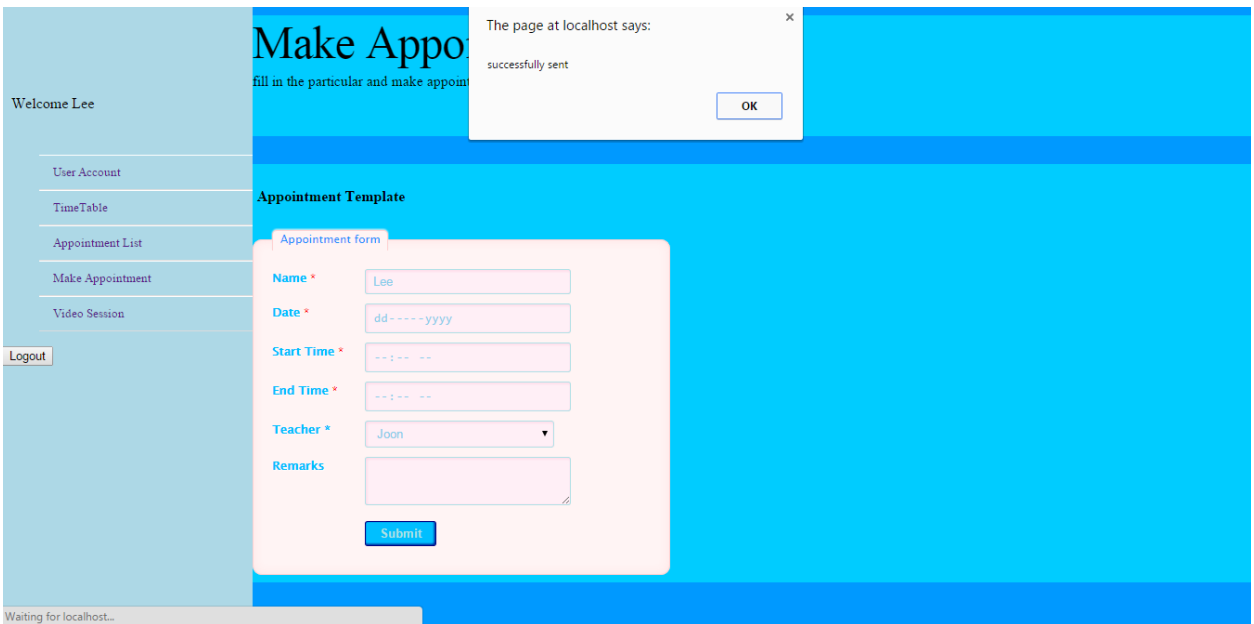 The page at localhost says:
successfully sent
OK
Make Appo
fill in the particular and make appoint
Welcome Lee
User Account
TimeTable
Appointment List
Make Appointment
Video Session
Logout
Appointment Template
Appointment form
Name *
Lee
Date *
dd-----yyyy
Start Time *
--:-- --
End Time *
--:-- --
Teacher *
Joon
Remarks
Submit
Waiting for localhost...